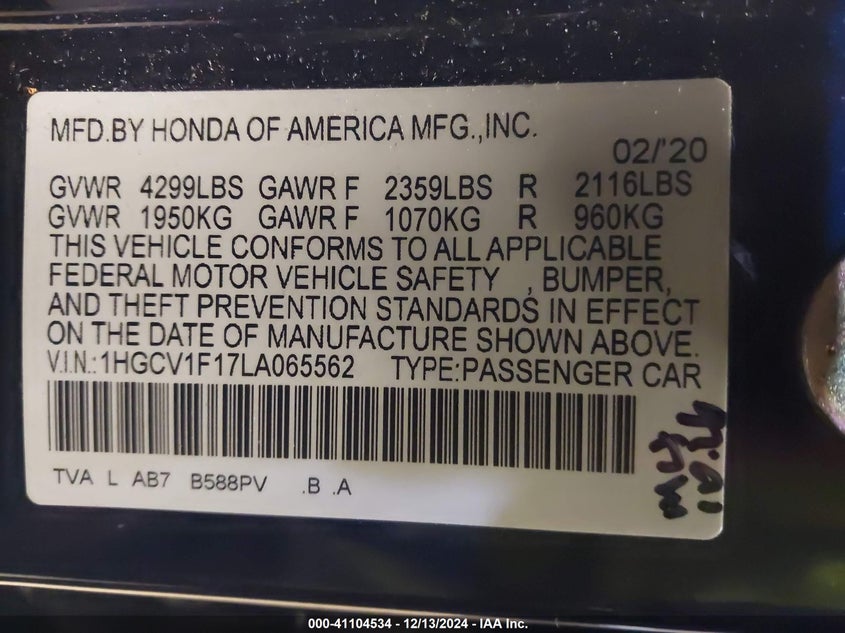 MFD.BY HONDA OF AMERICA MFG.,INC.
02/'20
GVWR 4299LBS GAWR F 2359LBS R 2116LBS
GVWR 1950KG GAWR F 1070KG R 960KG
THIS VEHICLE CONFORMS TO ALL APPLICABLE
FEDERAL MOTOR VEHICLE SAFETY , BUMPER,
AND THEFT PREVENTION STANDARDS IN EFFECT
ON THE DATE OF MANUFACTURE SHOWN ABOVE.
V.I.N.:1HGCV1F17LA065562 TYPE:PASSENGER CAR
TVA L AB7 B588PV .B .A
000-41104534 - 12/13/2024 - IAA Inc.